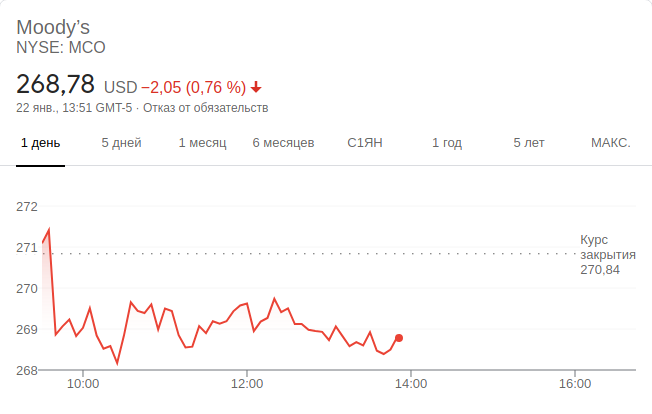 Moody’s
NYSE: MCO
268,78 USD −2,05 (0,76 %)
22 янв., 13:51 GMT-5 · Отказ от обязательств
1 день 5 дней 1 месяц 6 месяцев С1ЯН 1 год 5 лет МАКС.
272
271
270
269
268
Курс
закрытия
270,84
10:00 12:00 14:00 16:00